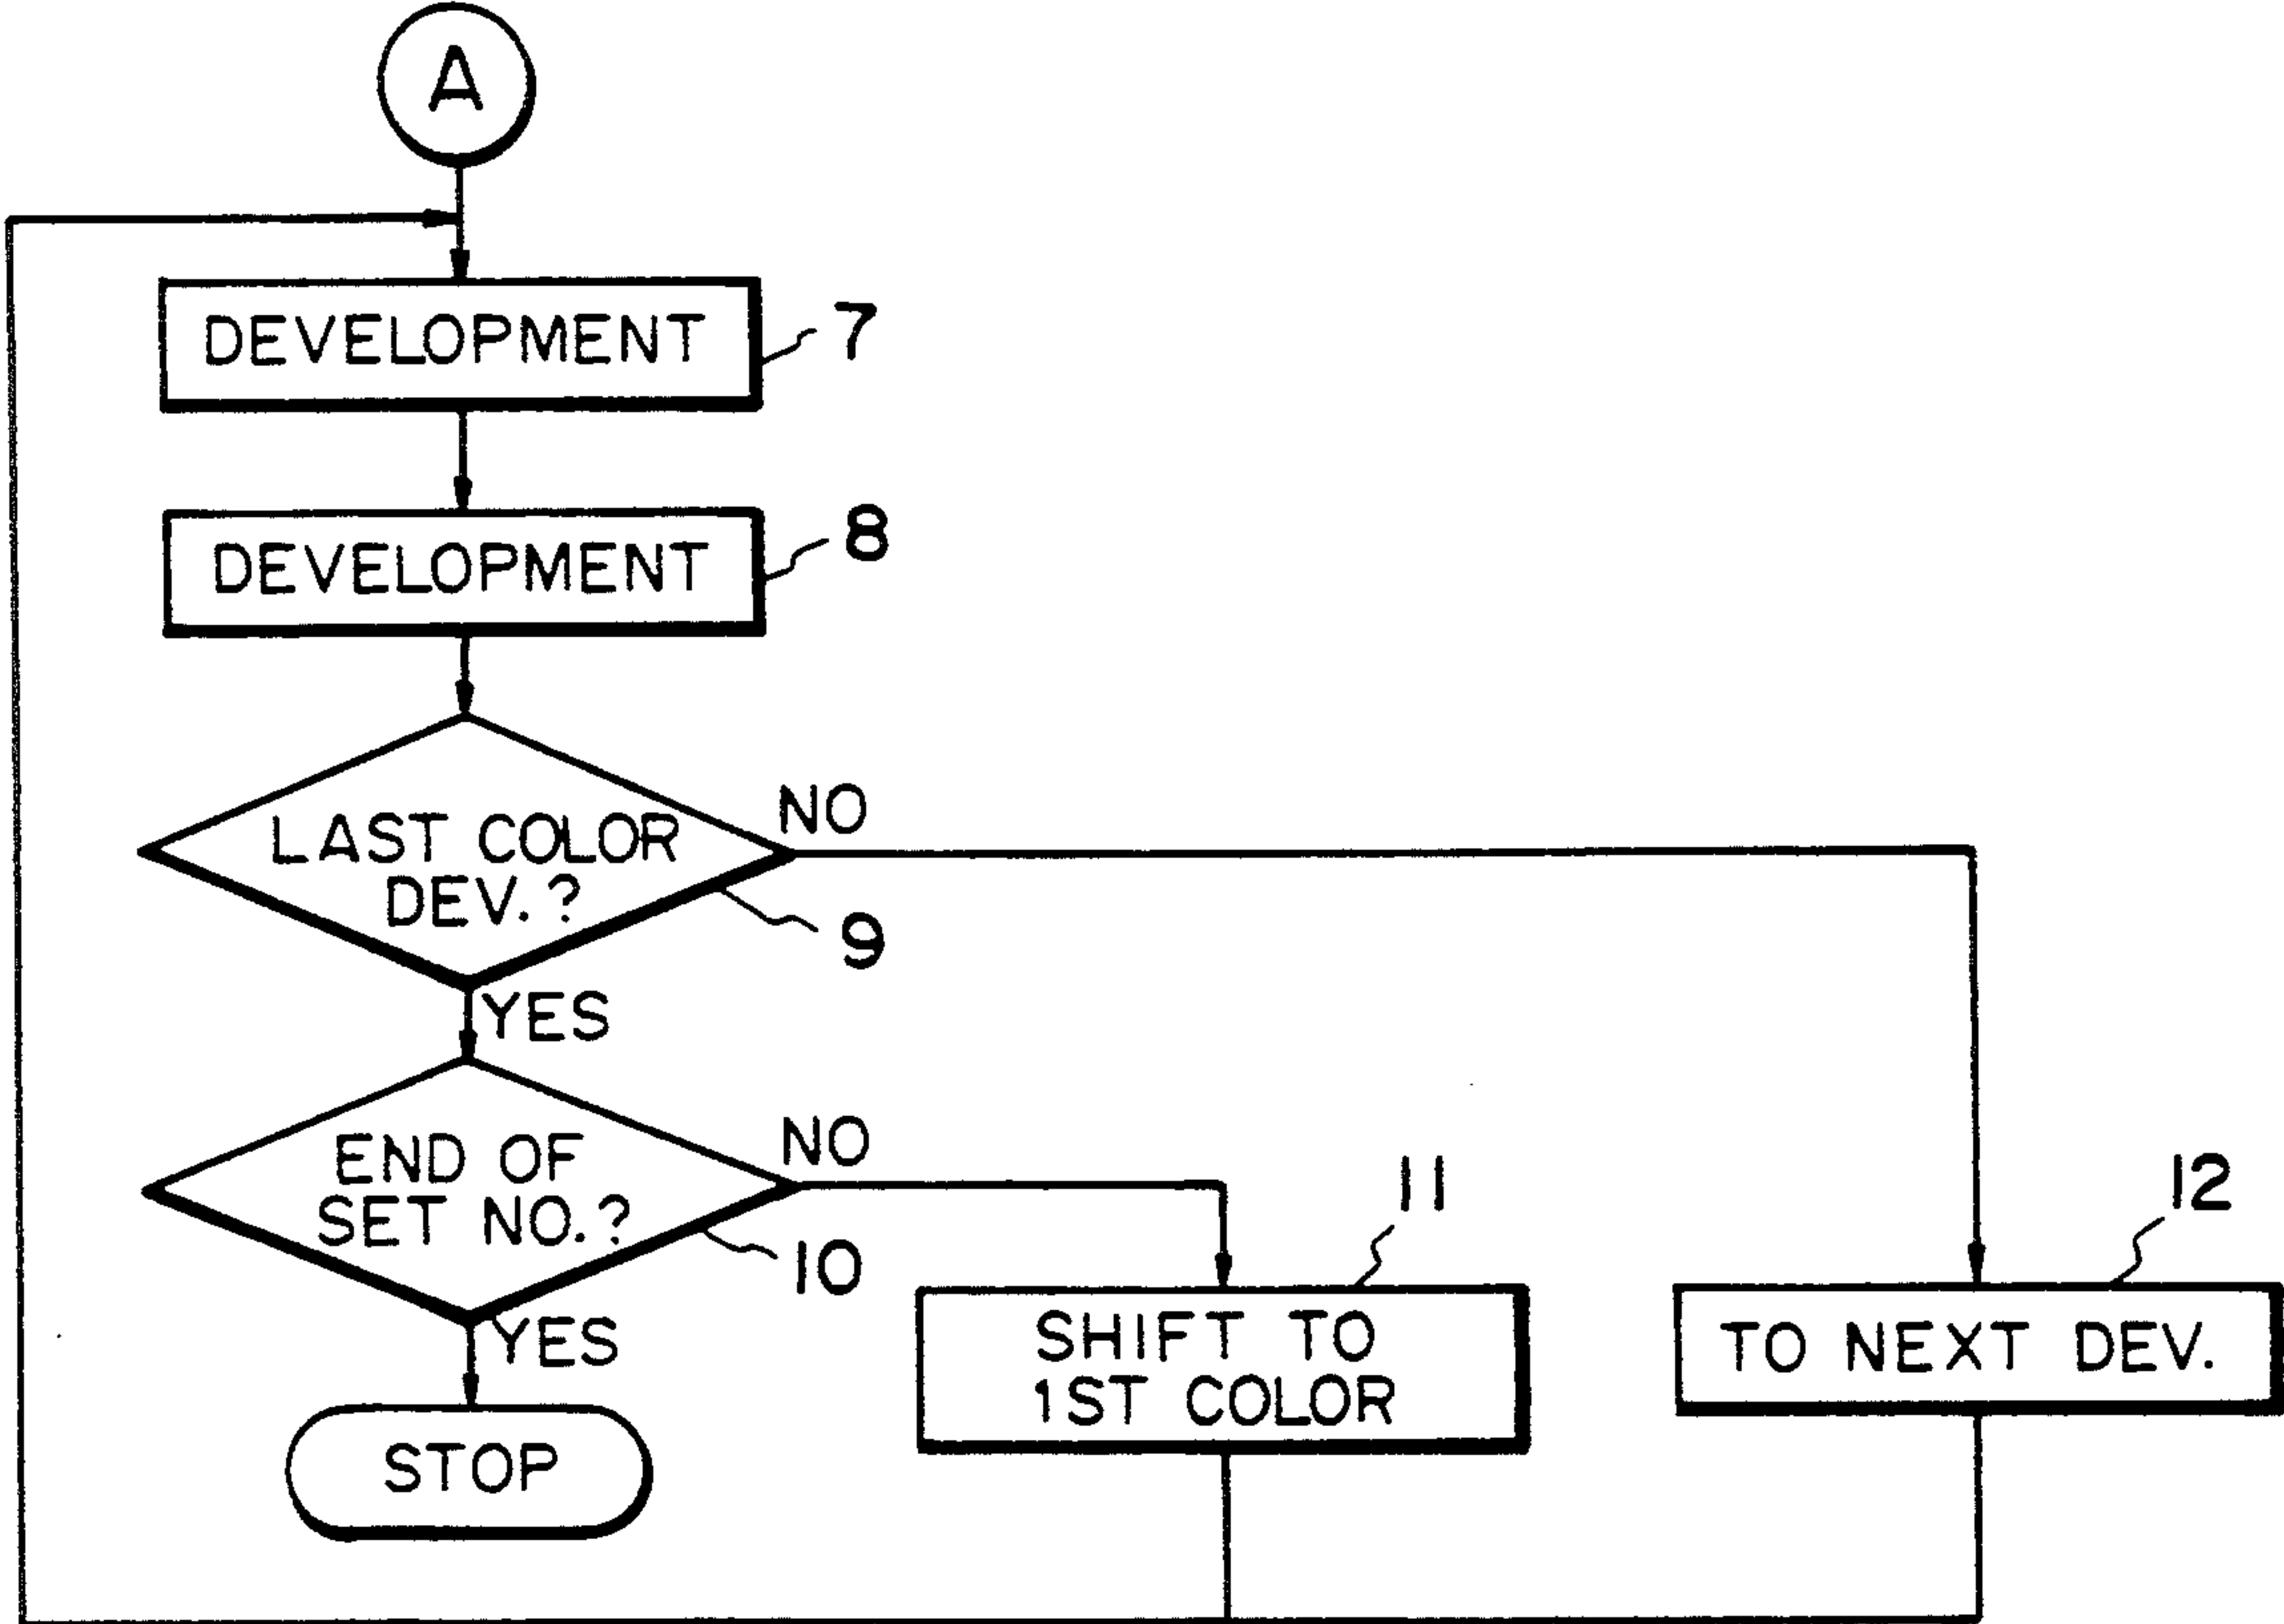 A
DEVELOPMENT
7
DEVELOPMENT
8
LAST COLOR
DEV.?
NO
9
YES
END OF
SET NO.?
NO
10
YES
STOP
11
SHIFT TO
1ST COLOR
12
TO NEXT DEV.